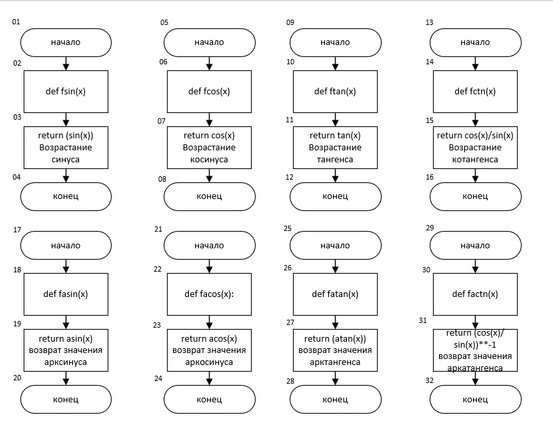 01
начало
02
def fsin(x)
03
return (sin(x))
Возрастание
синуса
04
конец
05
начало
06
def fcos(x)
07
return cos(x)
Возрастание
косинуса
08
конец
09
начало
10
def ftan(x)
11
return tan(x)
Возрастание
тангенса
12
конец
13
начало
14
def fctn(x)
15
return cos(x)/sin(x)
Возрастание
котангенса
16
конец
17
начало
18
def fasin(x)
19
return asin(x)
возврат значения
арксинуса
20
конец
21
начало
22
def facos(x):
23
return acos(x)
возврат значения
аркосинуса
24
конец
25
начало
26
def fatan(x)
27
return (atan(x))
возврат значения
арктангенса
28
конец
29
начало
30
def factn(x)
31
return (cos(x)/
sin(x))**-1
возврат значения
аркатангенса
32
конец